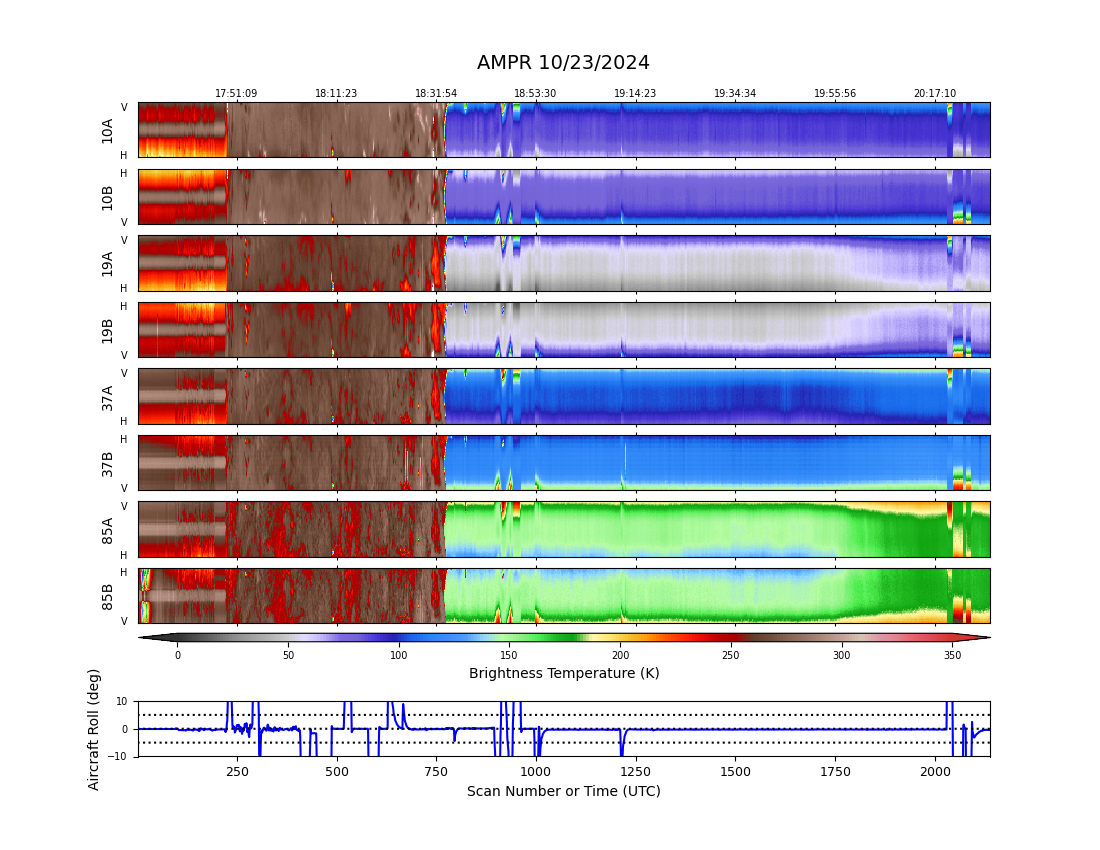 AMPR 10/23/2024
17:51:09 18:11:23 18:31:54 18:53:30 19:14:23 19:34:34 19:55:56 20:17:10
V
10A
H
H
10B
V
V
19A
H
H
19B
V
V
37A
H
H
37B
V
V
85A
H
H
85B
V
0 50 100 150 200 250 300 350
Brightness Temperature (K)
Aircraft Roll (deg)
10
0
−10
250 500 750 1000 1250 1500 1750 2000
Scan Number or Time (UTC)